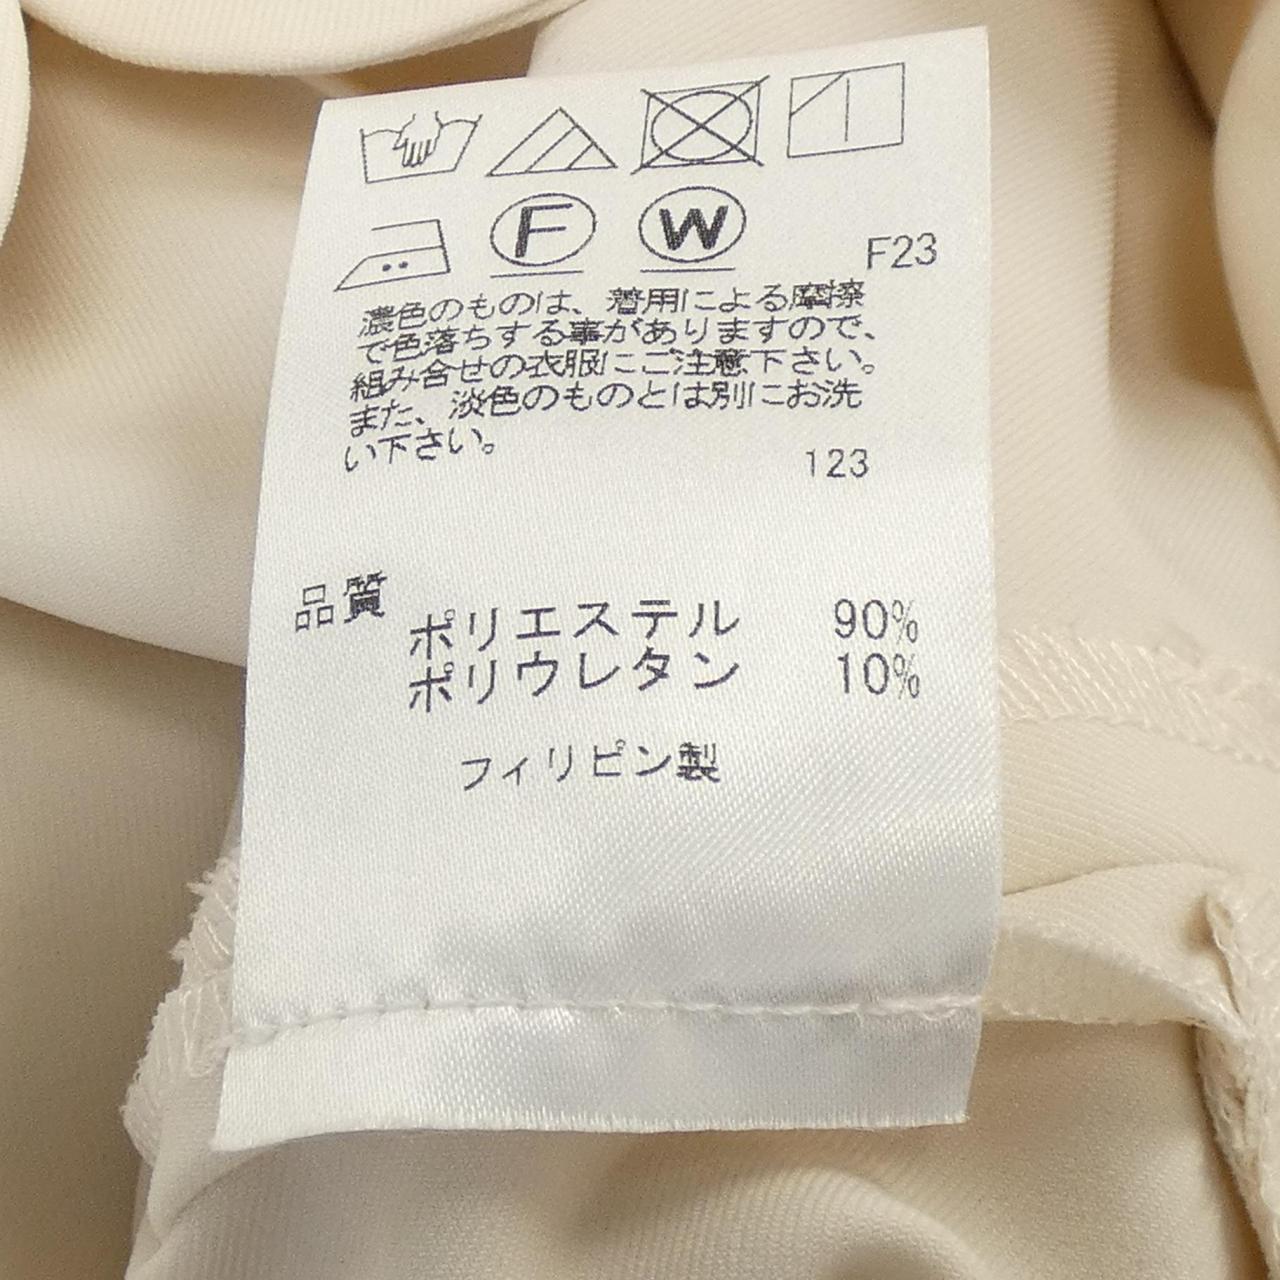 F W F23
濃色のものは、着用による摩擦
で色落ちする事がありますので、
組み合せの衣服にご注意下さい。
また、淡色のものとは別にお洗
い下さい。
123
品質
ポリエステル 90%
ポリウレタン 10%
フィリピン製